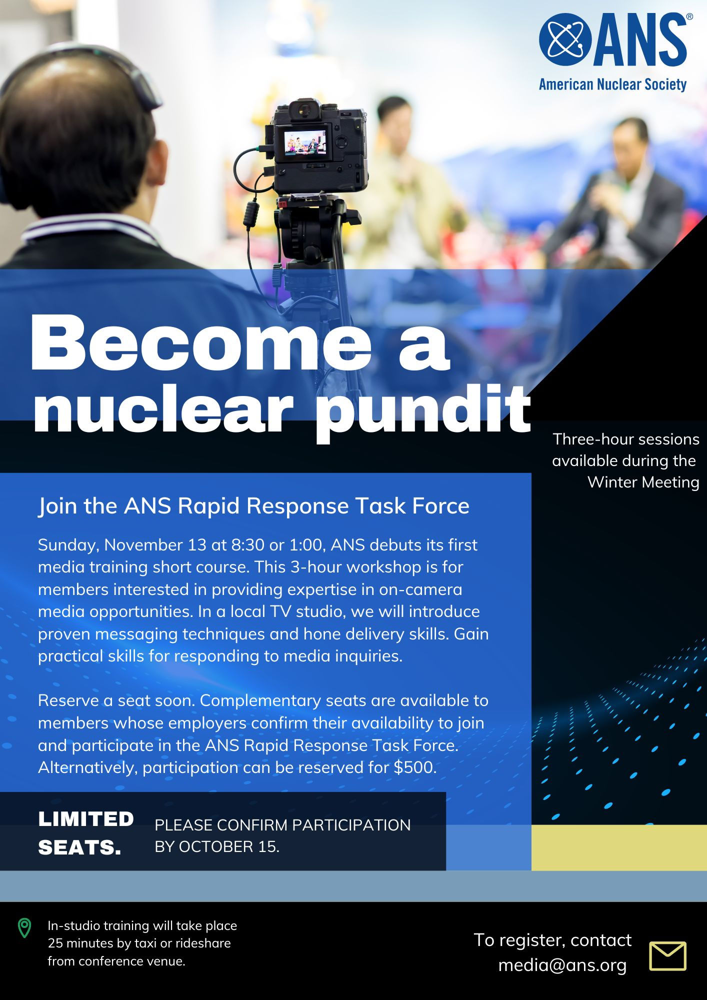 ANS®
American Nuclear Society
Become a
nuclear pundit
Three-hour sessions
available during the
Winter Meeting
Join the ANS Rapid Response Task Force
Sunday, November 13 at 8:30 or 1:00, ANS debuts its first
media training short course. This 3-hour workshop is for
members interested in providing expertise in on-camera
media opportunities. In a local TV studio, we will introduce
proven messaging techniques and hone delivery skills. Gain
practical skills for responding to media inquiries.
Reserve a seat soon. Complementary seats are available to
members whose employers confirm their availability to join
and participate in the ANS Rapid Response Task Force.
Alternatively, participation can be reserved for $500.
LIMITED
SEATS.
PLEASE CONFIRM PARTICIPATION
BY OCTOBER 15.
In-studio training will take place
25 minutes by taxi or rideshare
from conference venue.
To register, contact
media@ans.org